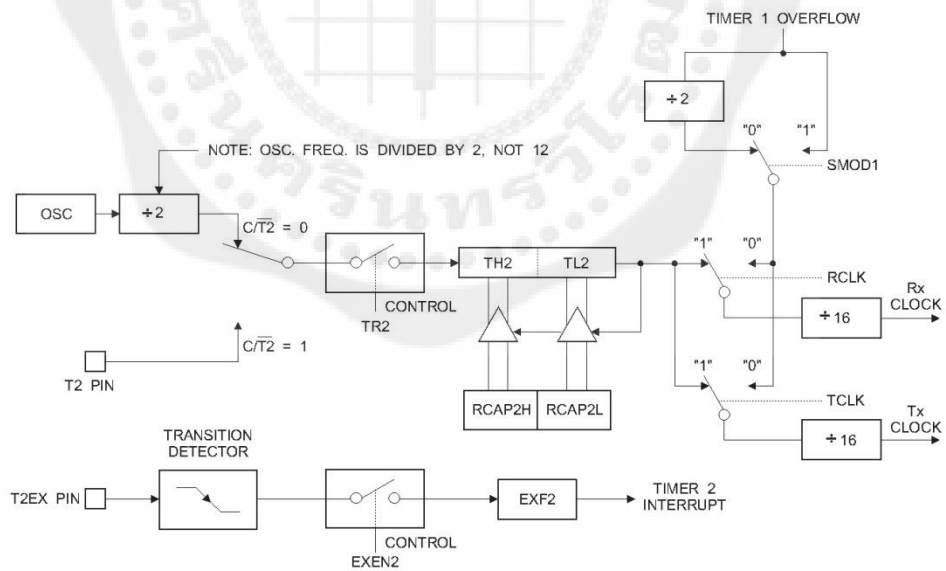 TIMER 1 OVERFLOW
÷2
"0" "1"
SMOD1
NOTE: OSC. FREQ. IS DIVIDED BY 2, NOT 12
OSC
÷2
C/T2 = 0
TH2 TL2
"1" "0"
RCLK
Rx
CLOCK
÷16
CONTROL
TR2
C/T2 = 1
T2 PIN
RCAP2H RCAP2L
"1" "0"
TCLK
Tx
CLOCK
÷16
TRANSITION
DETECTOR
T2EX PIN
EXF2
TIMER 2
INTERRUPT
CONTROL
EXEN2